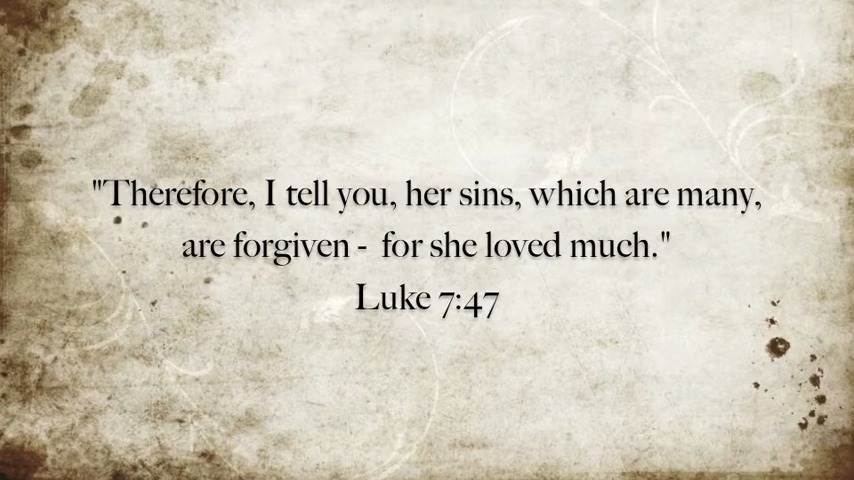 "Therefore, I tell you, her sins, which are many,
are forgiven -  for she loved much."
Luke 7:47